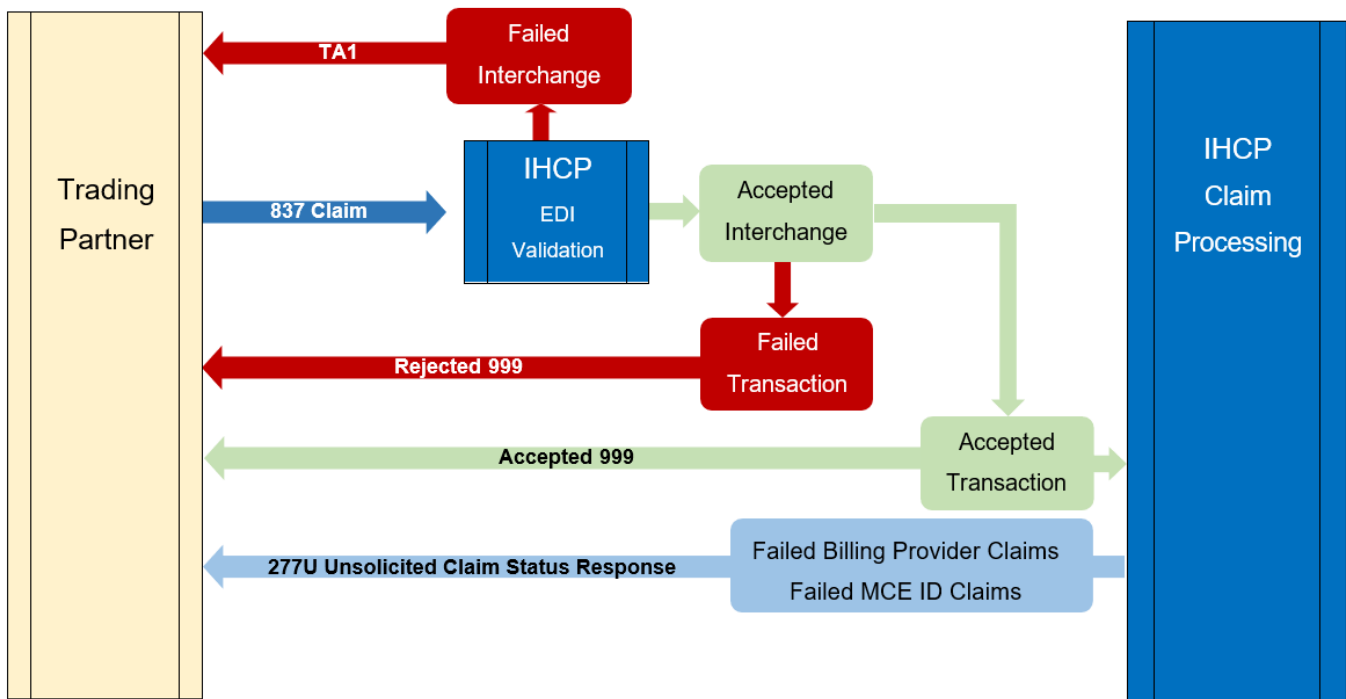 Failed
Interchange
TA1
Trading
Partner
837 Claim
IHCP
EDI
Validation
Accepted
Interchange
IHCP
Claim
Processing
Failed
Transaction
Rejected 999
Accepted
Transaction
Accepted 999
Failed Billing Provider Claims
Failed MCE ID Claims
277U Unsolicited Claim Status Response